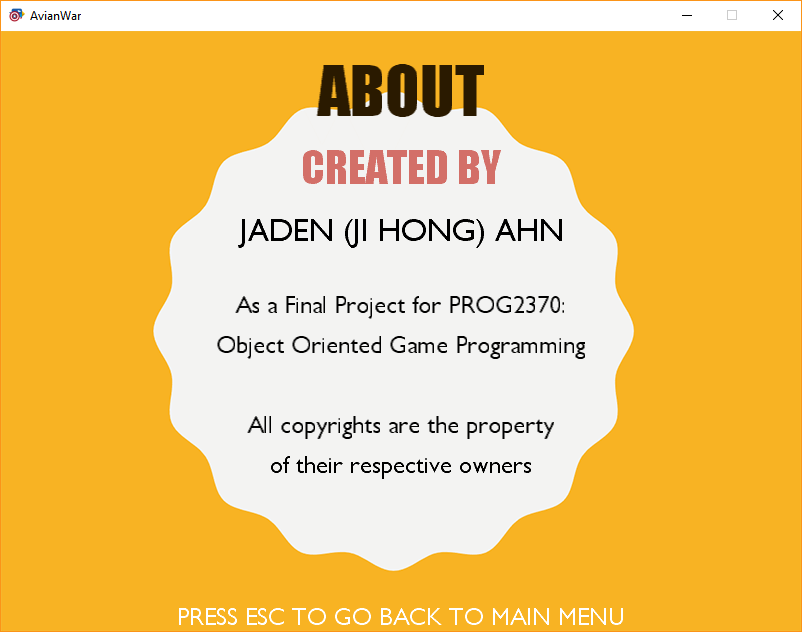 AvianWar
ABOUT
CREATED BY
JADEN (JI HONG) AHN
As a Final Project for PROG2370:
Object Oriented Game Programming
All copyrights are the property
of their respective owners
PRESS ESC TO GO BACK TO MAIN MENU